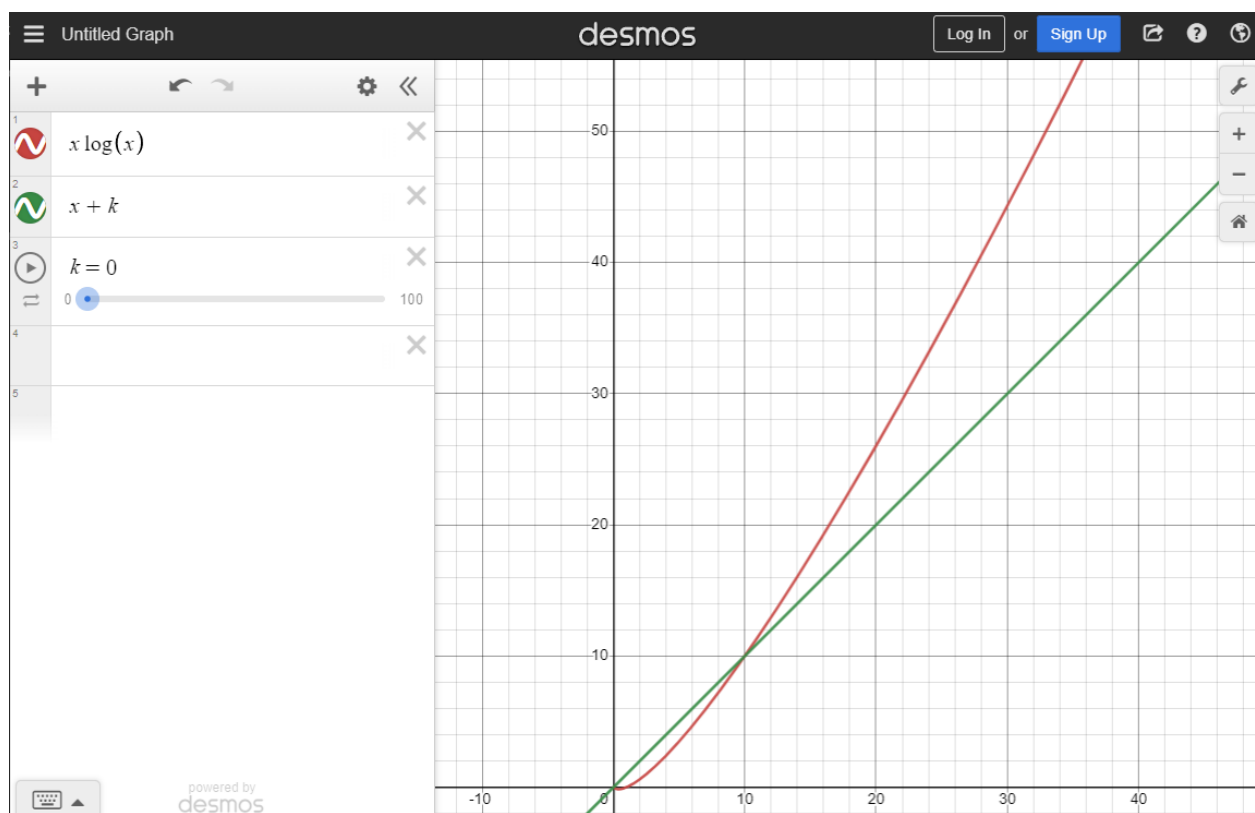 Untitled Graph
desmos
Log In or Sign Up
1
x log(x)
2
x + k
3
k = 0
0 100
4
5
powered by
desmos
50
40
30
20
10
-10 0 10 20 30 40